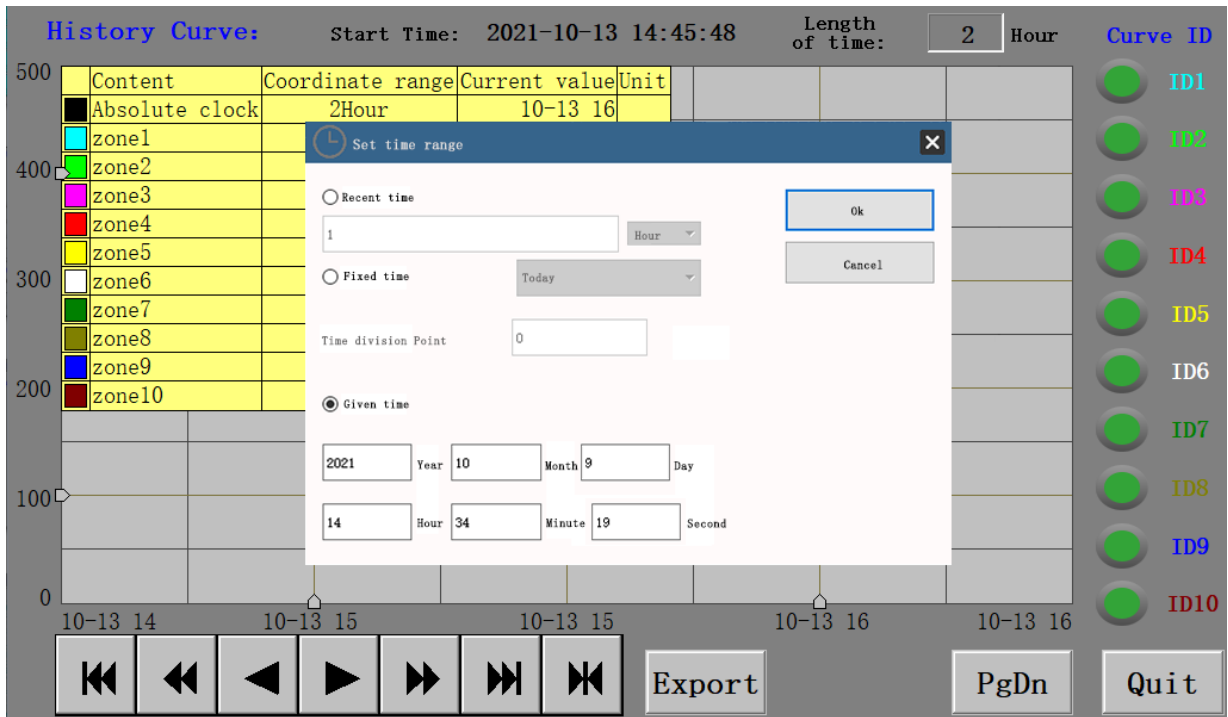 History Curve: Start Time: 2021-10-13 14:45:48 Length of time: 2 Hour Curve ID
500
Content Coordinate range Current value Unit
Absolute clock 2Hour 10-13 16
zone1
zone2
zone3
zone4
zone5
zone6
zone7
zone8
zone9
zone10
400
300
200
100
0
Set time range
Recent time
1 Hour
Fixed time Today
Time division Point 0
Given time
2021 Year 10 Month 9 Day
14 Hour 34 Minute 19 Second
Ok
Cancel
ID1
ID2
ID3
ID4
ID5
ID6
ID7
ID8
ID9
ID10
10-13 14 10-13 15 10-13 15 10-13 16 10-13 16
Export PgDn Quit